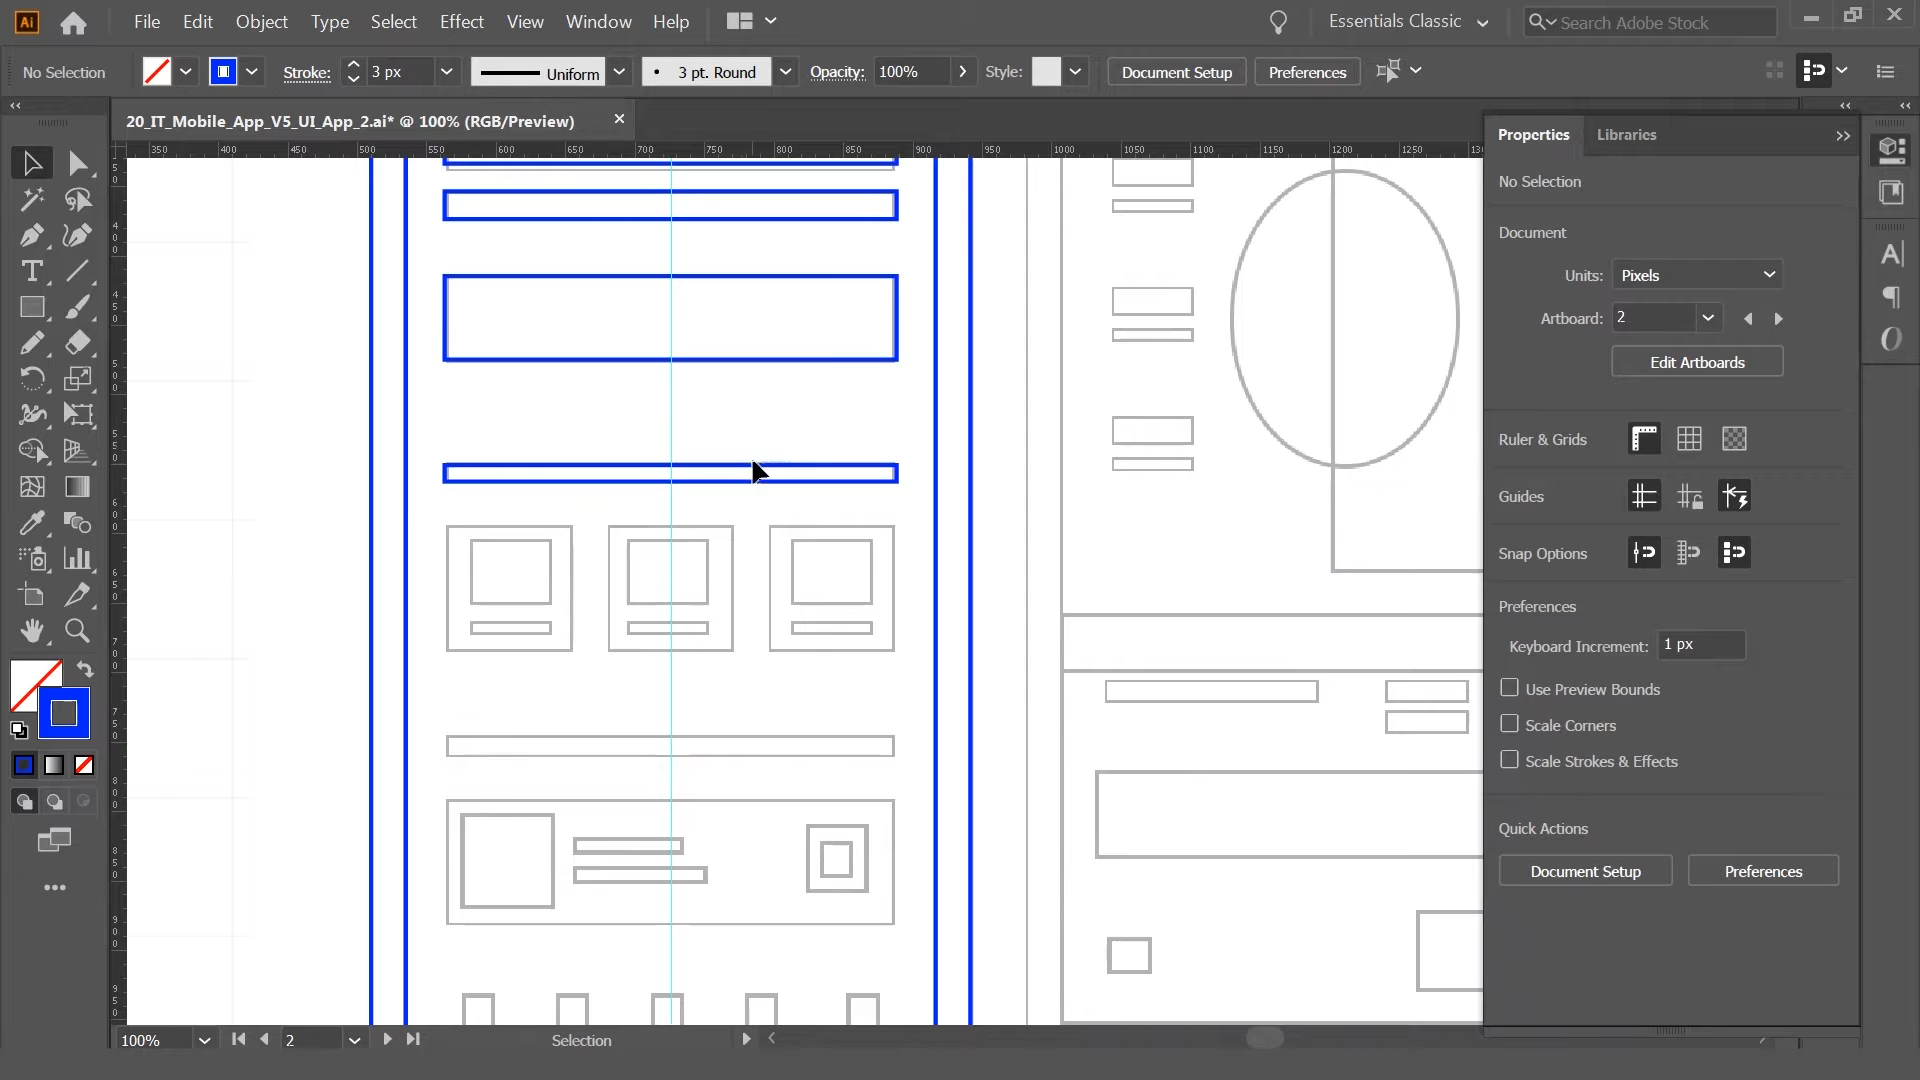 Ai File Edit Object Type Select Effect View Window Help Essentials Classic Search Adobe Stock
No Selection Stroke: 3 px Uniform 3 pt. Round Opacity: 100% Style: Document Setup Preferences
20_IT_Mobile_App_V5_UI_App_2.ai* @ 100% (RGB/Preview)
350 400 450 500 550 600 650 700 750 800 850 900 950 1000 1050 1100 1150 1200 1250
Properties Libraries
No Selection
Document
Units: Pixels
Artboard: 2
Edit Artboards
Ruler & Grids
Guides
Snap Options
Preferences
Keyboard Increment: 1 px
Use Preview Bounds
Scale Corners
Scale Strokes & Effects
Quick Actions
Document Setup Preferences
100% 2 Selection